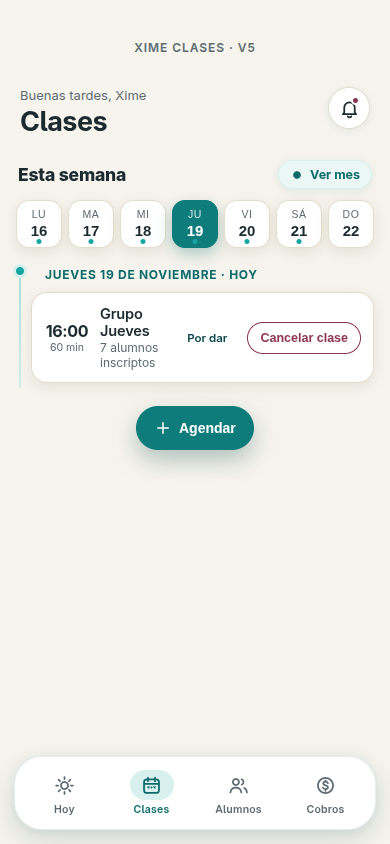 XIME CLASES · V5
Buenas tardes, Xime
Clases
Esta semana
Ver mes
LU MA MI JU VI SÁ DO
16 17 18 19 20 21 22
JUEVES 19 DE NOVIEMBRE · HOY
16:00
60 min
Grupo
Jueves
7 alumnos
inscriptos
Por dar
Cancelar clase
Agendar
Hoy Clases Alumnos Cobros